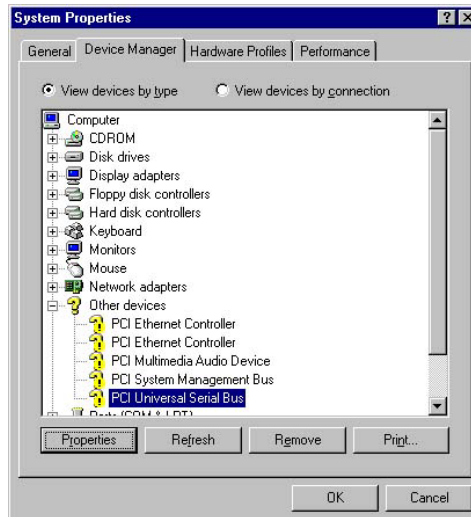 System Properties
General Device Manager Hardware Profiles Performance
View devices by type View devices by connection
Computer
CDROM
Disk drives
Display adapters
Floppy disk controllers
Hard disk controllers
Keyboard
Monitors
Mouse
Network adapters
Other devices
PCI Ethernet Controller
PCI Ethernet Controller
PCI Multimedia Audio Device
PCI System Management Bus
PCI Universal Serial Bus
Ports (COM & LPT)
Properties Refresh Remove Print...
OK Cancel